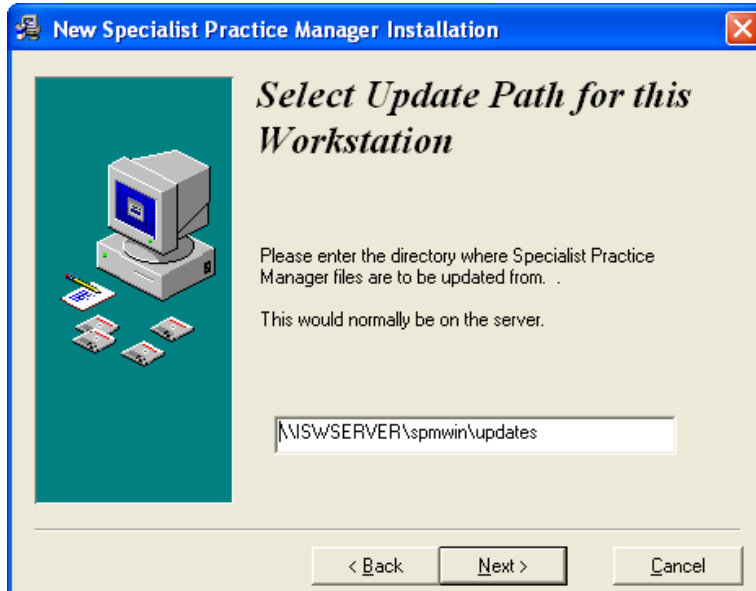 New Specialist Practice Manager Installation
Select Update Path for this
Workstation
Please enter the directory where Specialist Practice
Manager files are to be updated from. .
This would normally be on the server.
\\ISWSERVER\spmwin\updates
< Back
Next >
Cancel